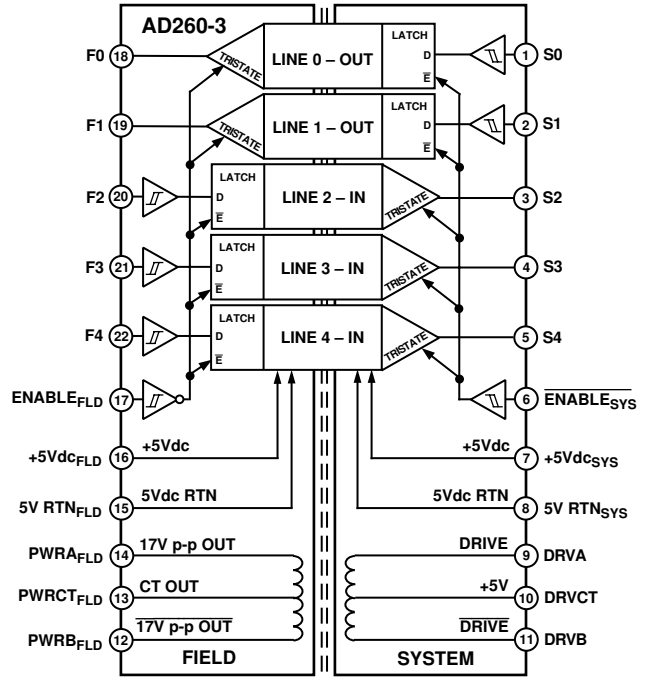 AD260-3
F0 18 TRISTATE LINE 0 – OUT LATCH D E 1 S0
F1 19 TRISTATE LINE 1 – OUT LATCH D E 2 S1
F2 20 LATCH D E LINE 2 – IN TRISTATE 3 S2
F3 21 LATCH D E LINE 3 – IN TRISTATE 4 S3
F4 22 LATCH D E LINE 4 – IN TRISTATE 5 S4
ENABLEFLD 17 6 ENABLESYS
+5VdcFLD 16 +5Vdc +5Vdc 7 +5VdcSYS
5V RTNFLD 15 5Vdc RTN 5Vdc RTN 8 5V RTNSYS
PWRAFLD 14 17V p-p OUT DRIVE 9 DRVA
PWRCTFLD 13 CT OUT +5V 10 DRVCT
PWRBFLD 12 17V p-p OUT DRIVE 11 DRVB
FIELD SYSTEM